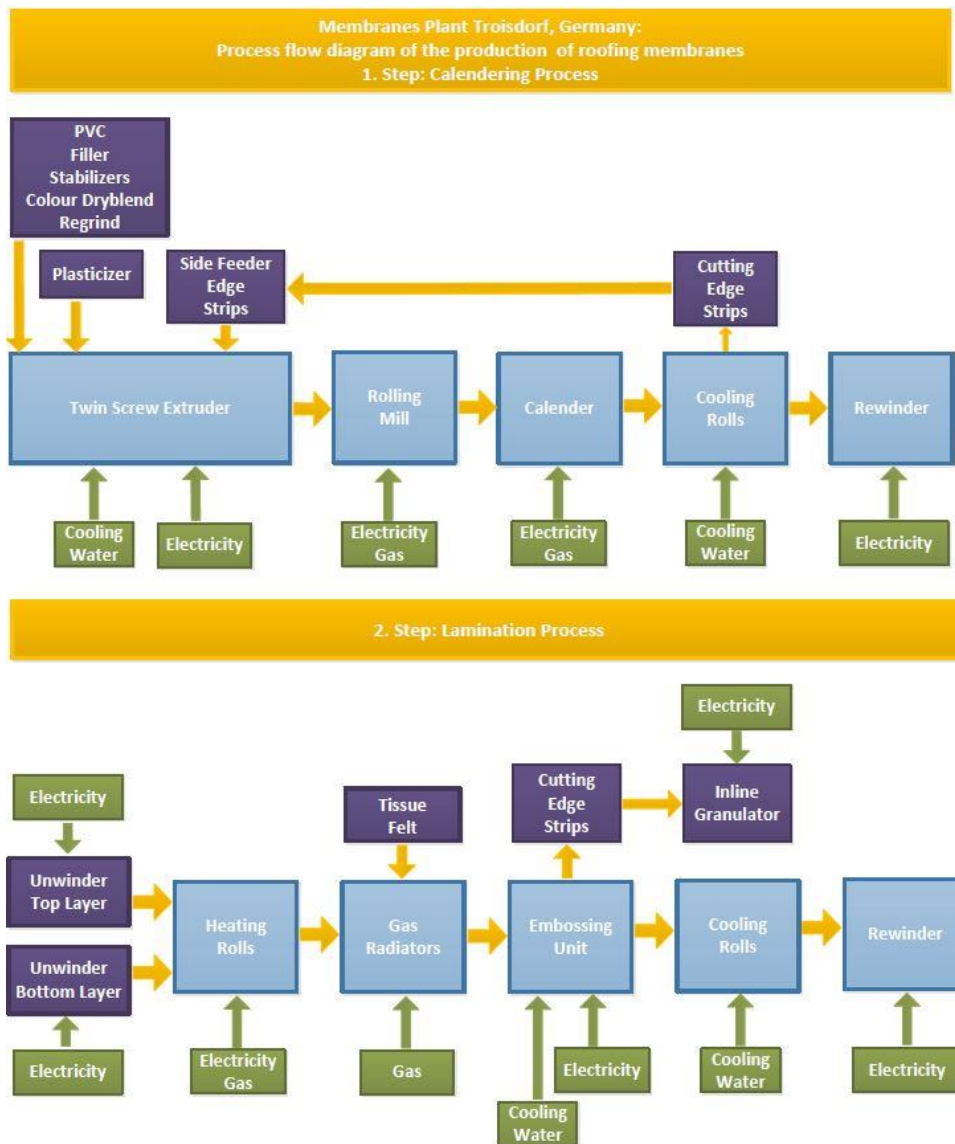 Membranes Plant Troisdorf, Germany:
Process flow diagram of the production of roofing membranes
1. Step: Calendering Process
PVC
Filler
Stabilizers
Colour Dryblend
Regrind
Plasticizer
Side Feeder
Edge
Strips
Cutting
Edge
Strips
Twin Screw Extruder
Rolling
Mill
Calender
Cooling
Rolls
Rewinder
Cooling
Water
Electricity
Electricity
Gas
Electricity
Gas
Cooling
Water
Electricity
2. Step: Lamination Process
Electricity
Electricity
Tissue
Felt
Cutting
Edge
Strips
Inline
Granulator
Unwinder
Top Layer
Unwinder
Bottom Layer
Heating
Rolls
Gas
Radiators
Embossing
Unit
Cooling
Rolls
Rewinder
Electricity
Electricity
Gas
Gas
Cooling
Water
Electricity
Cooling
Water
Electricity